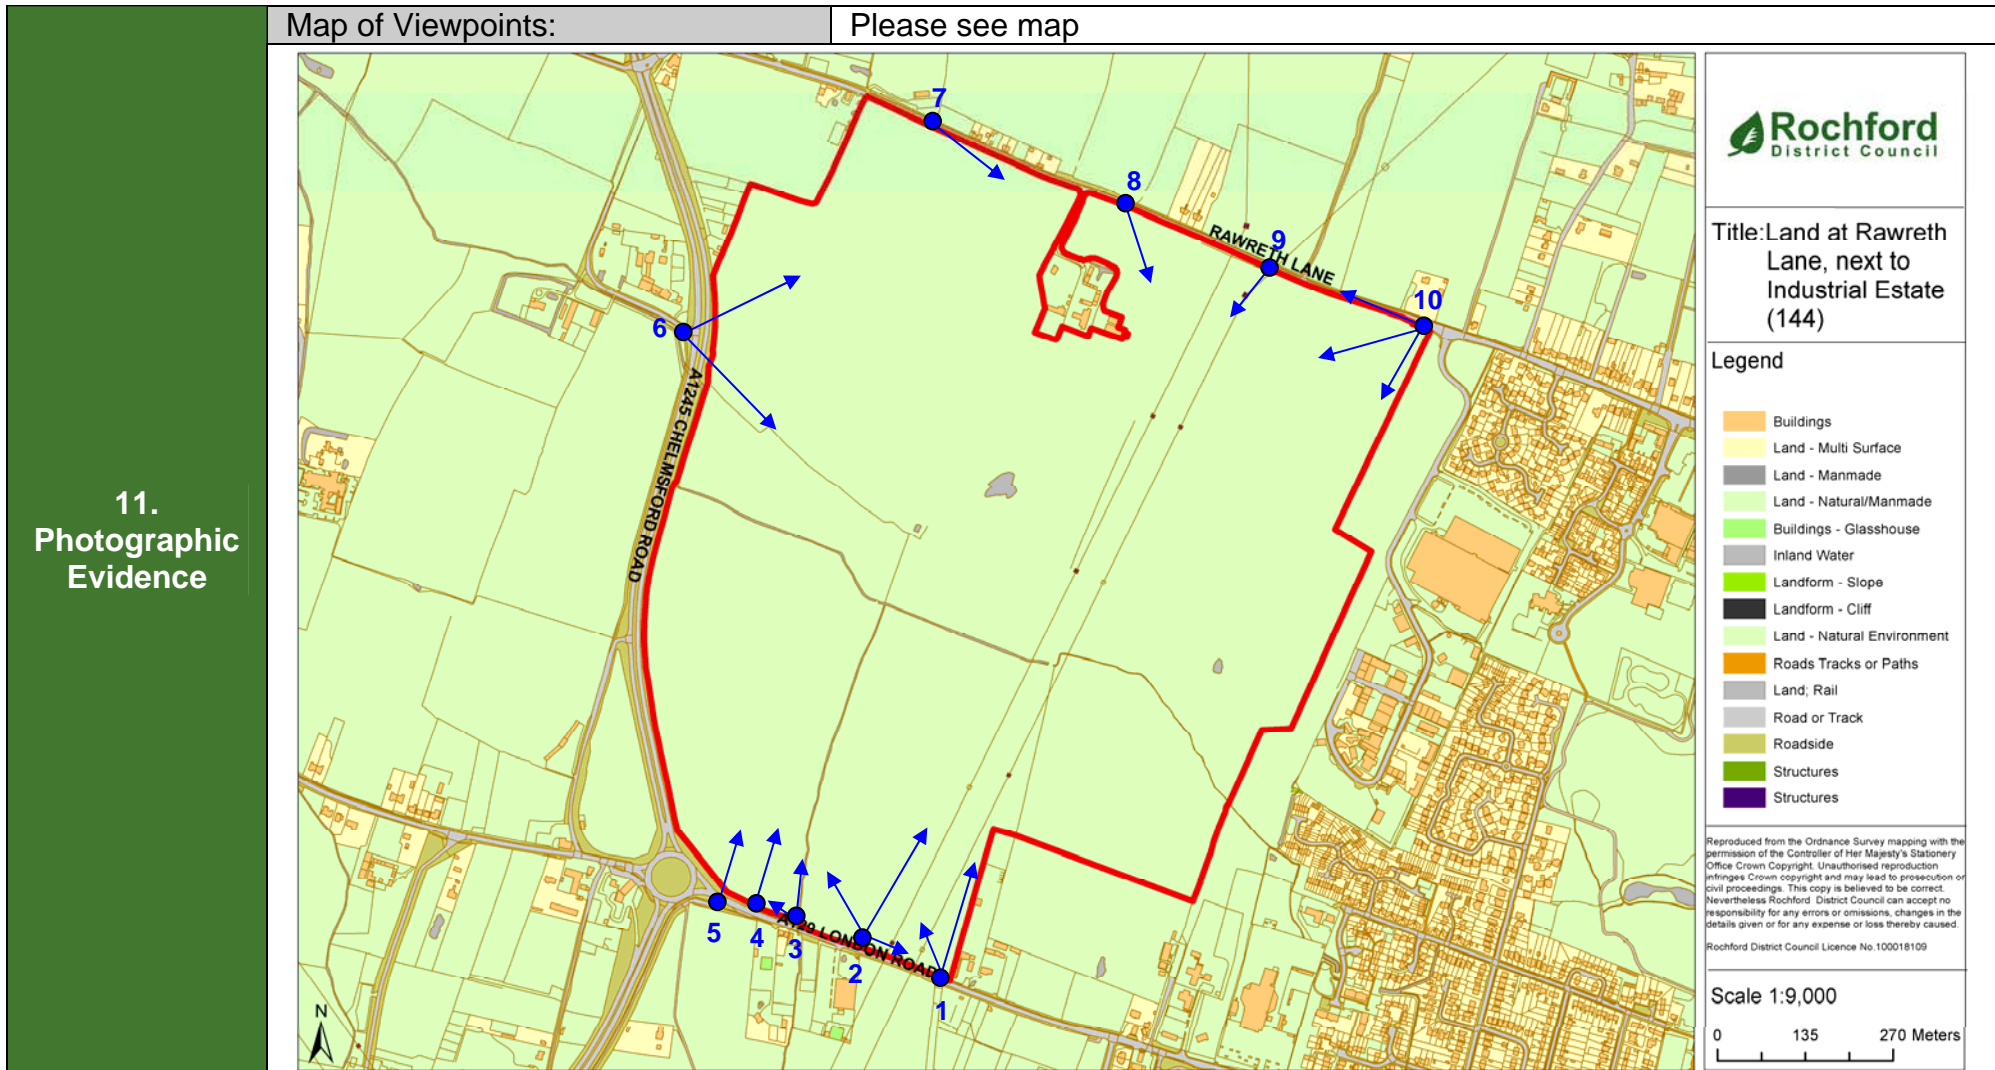 Map of Viewpoints:
Please see map
11.
Photographic
Evidence
7
8
RAWRETH LANE
9
10
6
A1245 CHELMSFORD ROAD
5
4
3
A129 LONDON ROAD
2
1
N
Rochford
District Council
Title:Land at Rawreth
Lane, next to
Industrial Estate
(144)
Legend
Buildings
Land - Multi Surface
Land - Manmade
Land - Natural/Manmade
Buildings - Glasshouse
Inland Water
Landform - Slope
Landform - Cliff
Land - Natural Environment
Roads Tracks or Paths
Land; Rail
Road or Track
Roadside
Structures
Structures
Reproduced from the Ordnance Survey mapping with the
permission of the Controller of Her Majesty's Stationery
Office Crown Copyright. Unauthorised reproduction
infringes Crown copyright and may lead to prosecution or
civil proceedings. This copy is believed to be correct.
Nevertheless Rochford District Council can accept no
responsibility for any errors or omissions, changes in the
details given or for any expense or loss thereby caused.
Rochford District Council Licence No.100018109
Scale 1:9,000
0 135 270 Meters